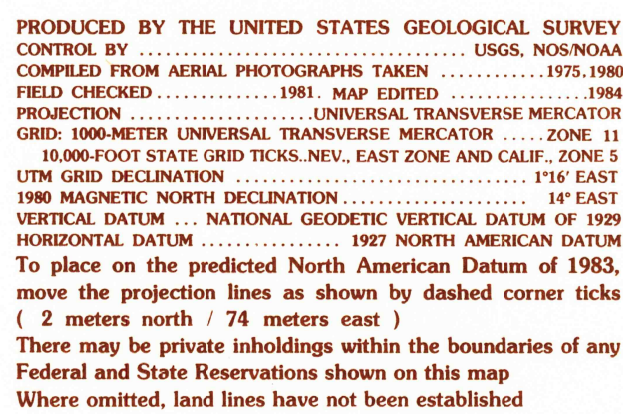 PRODUCED BY THE UNITED STATES GEOLOGICAL SURVEY
CONTROL BY .................................. USGS, NOS/NOAA
COMPILED FROM AERIAL PHOTOGRAPHS TAKEN ............1975,1980
FIELD CHECKED..............1981. MAP EDITED ................1984
PROJECTION .....................UNIVERSAL TRANSVERSE MERCATOR
GRID: 1000-METER UNIVERSAL TRANSVERSE MERCATOR .....ZONE 11
10,000-FOOT STATE GRID TICKS..NEV., EAST ZONE AND CALIF., ZONE 5
UTM GRID DECLINATION .................................1°16' EAST
1980 MAGNETIC NORTH DECLINATION.................... 14° EAST
VERTICAL DATUM ... NATIONAL GEODETIC VERTICAL DATUM OF 1929
HORIZONTAL DATUM ............... 1927 NORTH AMERICAN DATUM
To place on the predicted North American Datum of 1983,
move the projection lines as shown by dashed corner ticks
( 2 meters north / 74 meters east )
There may be private inholdings within the boundaries of any
Federal and State Reservations shown on this map
Where omitted, land lines have not been established